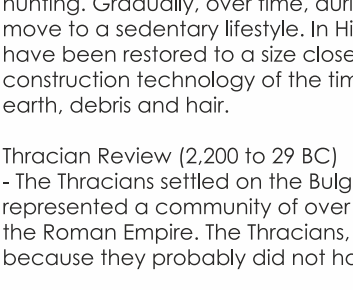 hunting. Gradually, over time, duri
move to a sedentary lifestyle. In Hi
have been restored to a size close
construction technology of the tim
earth, debris and hair.

Thracian Review (2,200 to 29 BC)
- The Thracians settled on the Bulg
represented a community of over
the Roman Empire. The Thracians,
because they probably did not ha